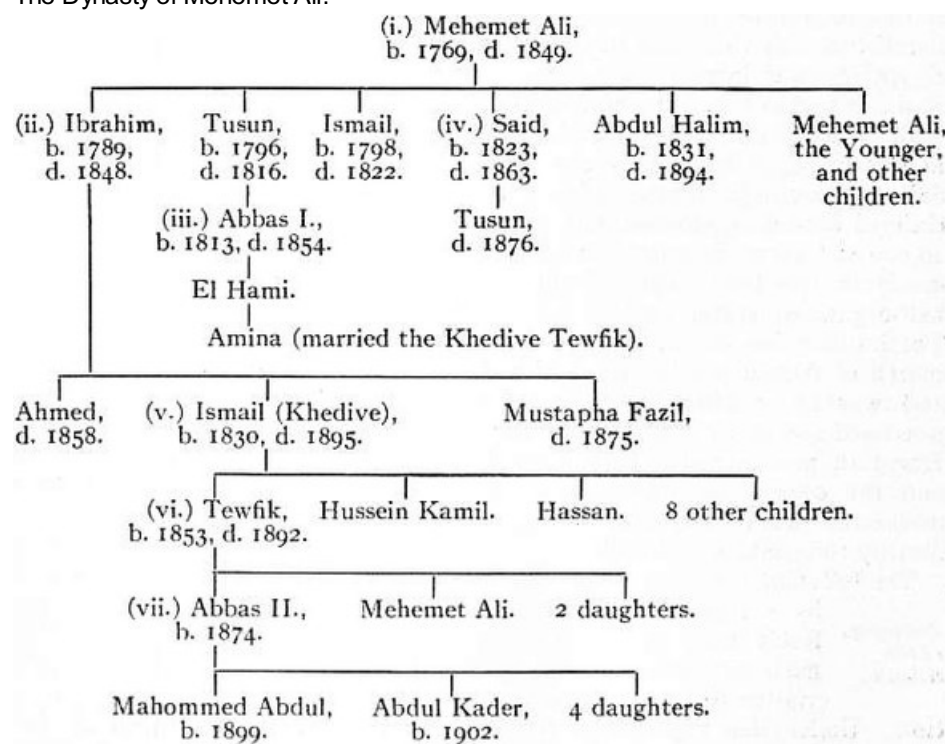 The Dynasty of Mehemet Ali.
(i.) Mehemet Ali,
b. 1769, d. 1849.
(ii.) Ibrahim,
b. 1789,
d. 1848.
Tusun,
b. 1796,
d. 1816.
Ismail,
b. 1798,
d. 1822.
(iv.) Said,
b. 1823,
d. 1863.
Abdul Halim,
b. 1831,
d. 1894.
Mehemet Ali,
the Younger,
and other
children.
(iii.) Abbas I.,
b. 1813, d. 1854.
Tusun,
d. 1876.
El Hami.
Amina (married the Khedive Tewfik).
Ahmed,
d. 1858.
(v.) Ismail (Khedive),
b. 1830, d. 1895.
Mustapha Fazil,
d. 1875.
(vi.) Tewfik,
b. 1853, d. 1892.
Hussein Kamil.
Hassan.
8 other children.
(vii.) Abbas II.,
b. 1874.
Mehemet Ali.
2 daughters.
Mahommed Abdul,
b. 1899.
Abdul Kader,
b. 1902.
4 daughters.